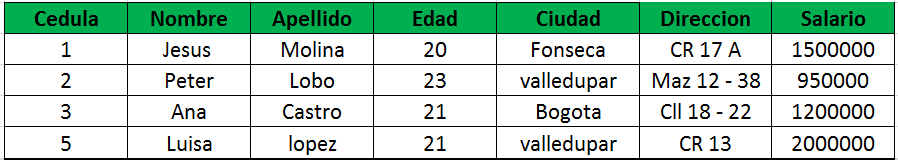 Cedula Nombre Apellido Edad Ciudad Direccion Salario
1 Jesus Molina 20 Fonseca CR 17 A 1500000
2 Peter Lobo 23 valledupar Maz 12 - 38 950000
3 Ana Castro 21 Bogota Cll 18 - 22 1200000
5 Luisa lopez 21 valledupar CR 13 2000000